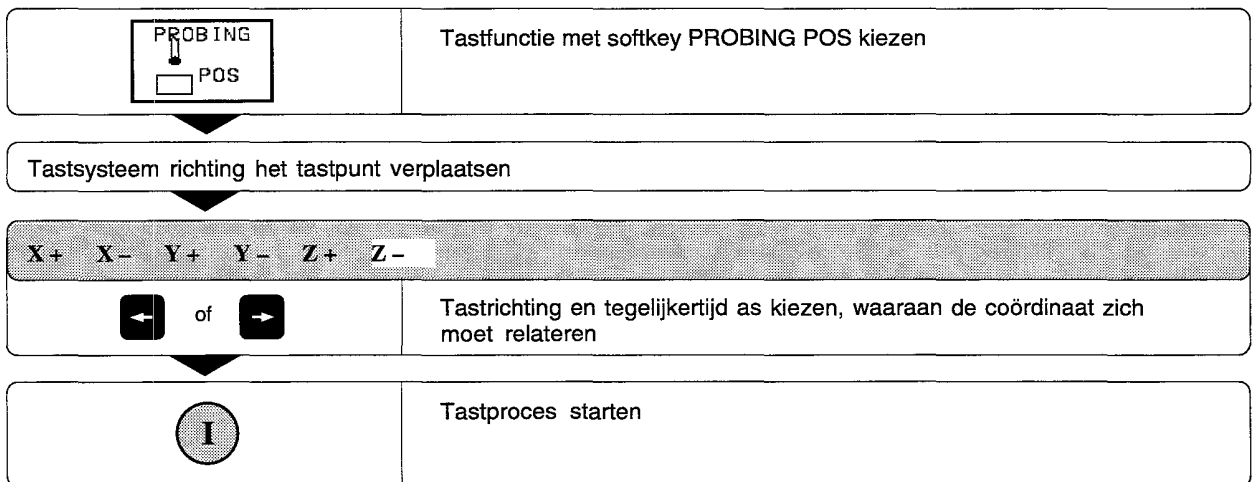 PROBING
POS
Tastfunctie met softkey PROBING POS kiezen
Tastsysteem richting het tastpunt verplaatsen
X+ X– Y+ Y– Z+ Z–
of
Tastrichting en tegelijkertijd as kiezen, waaraan de coördinaat zich
moet relateren
I
Tastproces starten